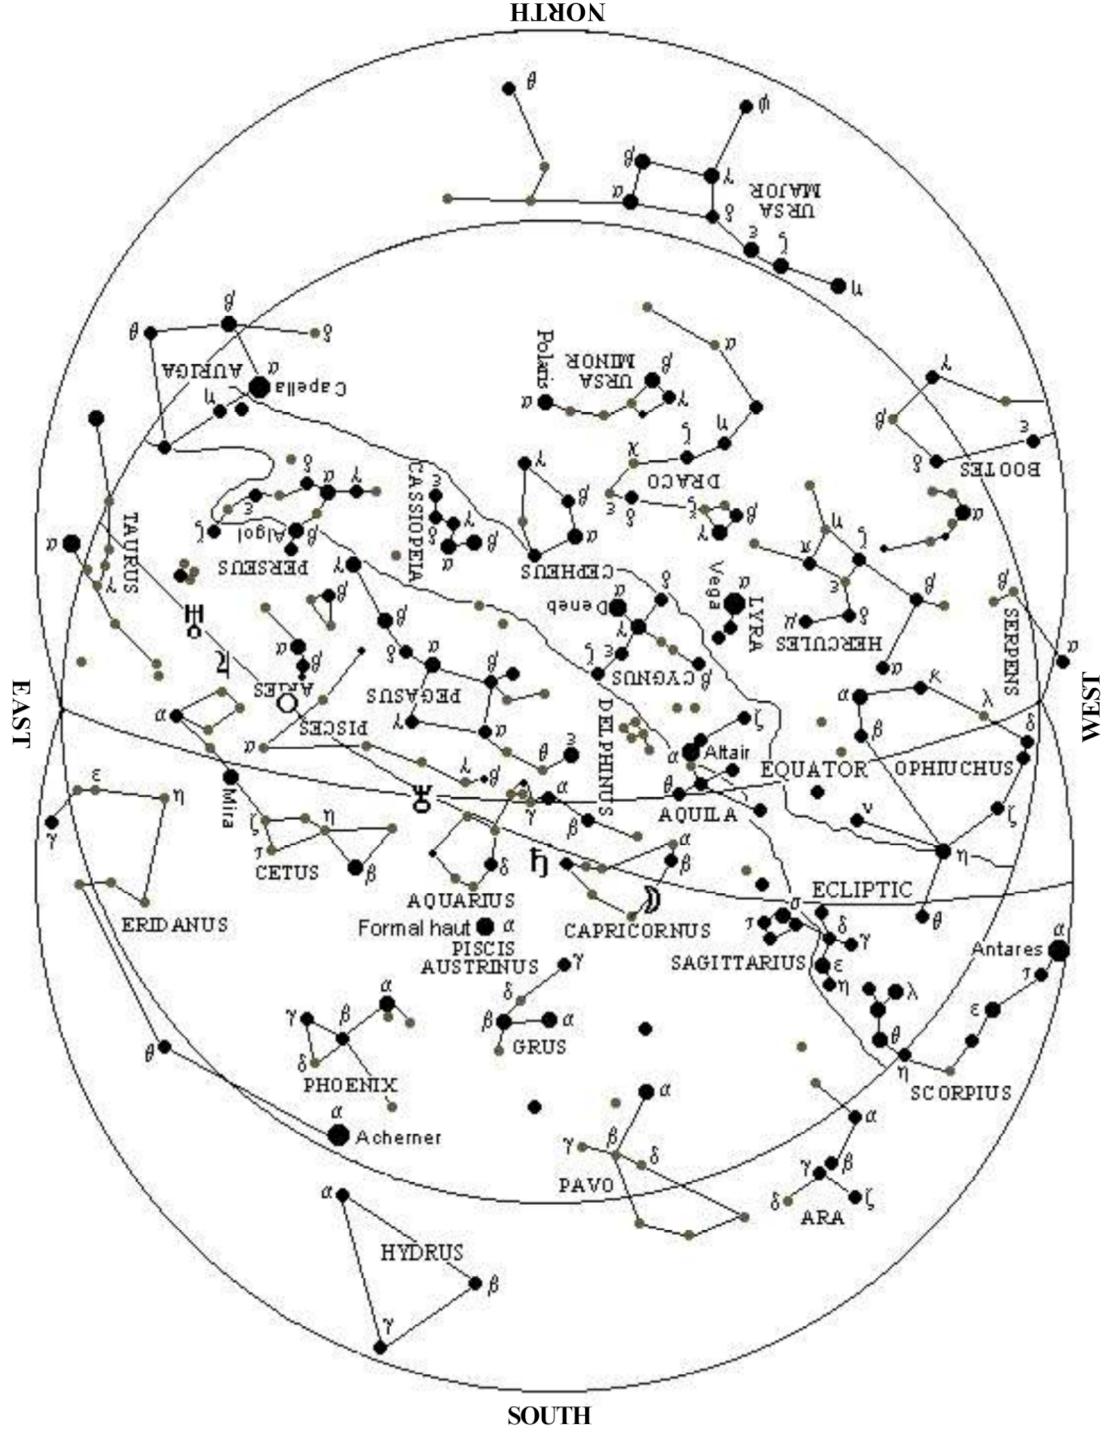 NORTH
θ
φ
β
γ
α
δ
URSA
MAJOR
ε
ζ
η
β
θ
δ
α
AURIGA
Capella
η
Polaris
α
URSA
MINOR
β
γ
α
η
ζ
χ
DRACO
ε
δ
ξ
β
γ
γ
β
δ
ε
BOOTES
α
TAURUS
α
γ
δ
α
γ
ε
ζ
Algol
β
PERSEUS
CASSIOPEIA
ε
γ
δ
α
β
γ
β
α
CEPHEUS
η
ζ
π
ε
β
δ
μ
HERCULES
α
SERPENS
α
α
Deneb
γ
δ
ε
ζ
β
CYGNUS
Vega
α
LYRA
γ
β
δ
α
β
PEGASUS
γ
α
θ
ε
β
α
β
ARIES
PISCES
α
γ
β
♅
♃
EAST
WEST
α
κ
β
λ
δ
OPHIUCHUS
ζ
ν
η
θ
DELPHINUS
ζ
α
Attair
θ
AQUILA
EQUATOR
α
Mira
ζ
η
τ
CETUS
β
ε
η
γ
ERIDANUS
♆
γ
α
β
δ
AQUARIUS
♄
α
β
CAPRICORNUS
ECLIPTIC
σ
τ
δ
γ
SAGITTARIUS
ε
η
Formal haut
α
PISCIS
AUSTRINUS
γ
δ
β
α
GRUS
α
Antares
τ
ε
λ
θ
η
SCORPIUS
α
γ
β
δ
PHOENIX
θ
α
Acherner
α
γ
β
δ
PAVO
α
γ
β
δ
ζ
ARA
α
HYDRUS
β
γ
SOUTH